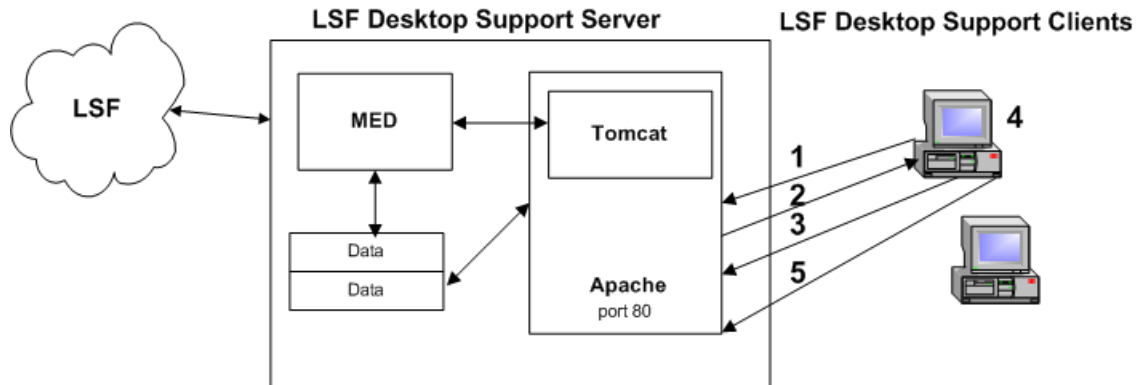 LSF Desktop Support Server
LSF Desktop Support Clients
LSF
MED
Tomcat
4
1
2
3
Data
Data
Apache
port 80
5